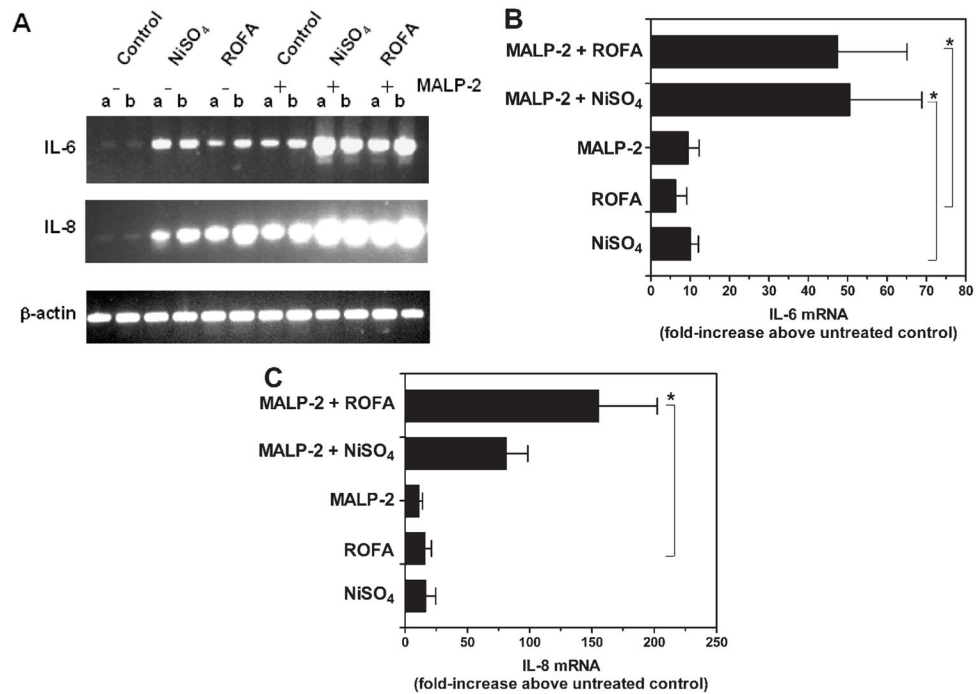 A
Control NiSO₄ ROFA Control NiSO₄ ROFA
– – – + + + MALP-2
a b a b a b a b a b a b
IL-6
IL-8
β-actin
B
MALP-2 + ROFA
MALP-2 + NiSO₄
MALP-2
ROFA
NiSO₄
*
*
0 10 20 30 40 50 60 70 80
IL-6 mRNA
(fold-increase above untreated control)
C
MALP-2 + ROFA
MALP-2 + NiSO₄
MALP-2
ROFA
NiSO₄
*
0 50 100 150 200 250
IL-8 mRNA
(fold-increase above untreated control)